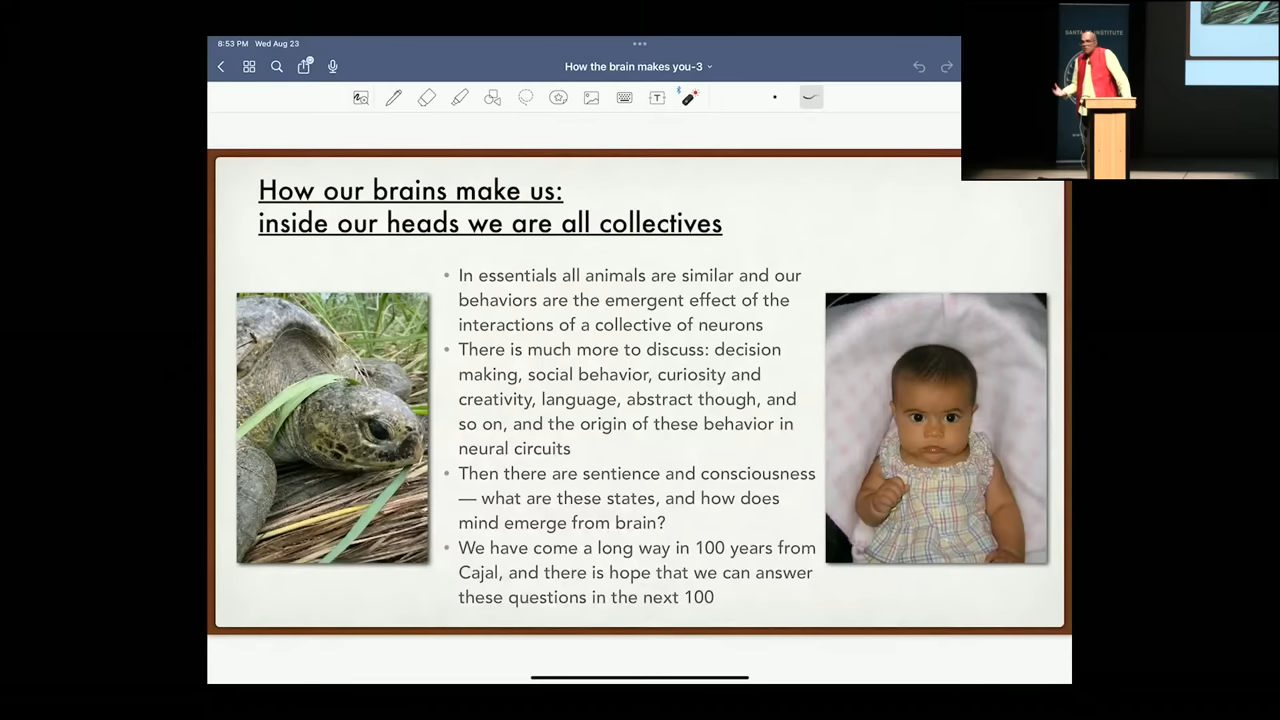 8:53 PM Wed Aug 23
How the brain makes you-3
SANTA FE INSTITUTE
How our brains make us:
inside our heads we are all collectives
• In essentials all animals are similar and our
behaviors are the emergent effect of the
interactions of a collective of neurons
• There is much more to discuss: decision
making, social behavior, curiosity and
creativity, language, abstract though, and
so on, and the origin of these behavior in
neural circuits
• Then there are sentience and consciousness
— what are these states, and how does
mind emerge from brain?
• We have come a long way in 100 years from
Cajal, and there is hope that we can answer
these questions in the next 100